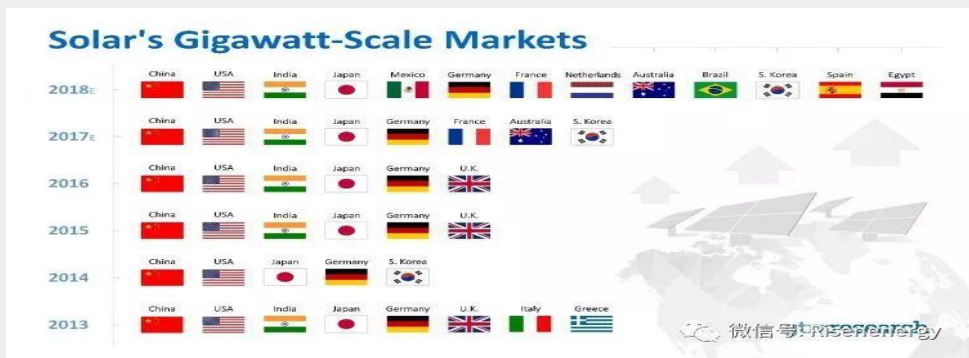 Solar's Gigawatt-Scale Markets
China USA India Japan Mexico Germany France Netherlands Australia Brazil S. Korea Spain Egypt
2018E
China USA India Japan Germany France Australia S. Korea
2017E
China USA India Japan Germany U.K.
2016
China USA India Japan Germany U.K.
2015
China USA Japan Germany S. Korea
2014
China USA India Japan Germany U.K. Italy Greece
2013
微信号: Risenenergy
research